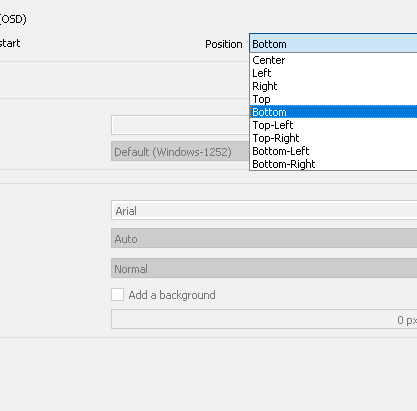 (OSD)
start
Position Bottom
Center
Left
Right
Top
Bottom
Top-Left
Top-Right
Bottom-Left
Bottom-Right
Default (Windows-1252)
Arial
Auto
Normal
Add a background
0 px